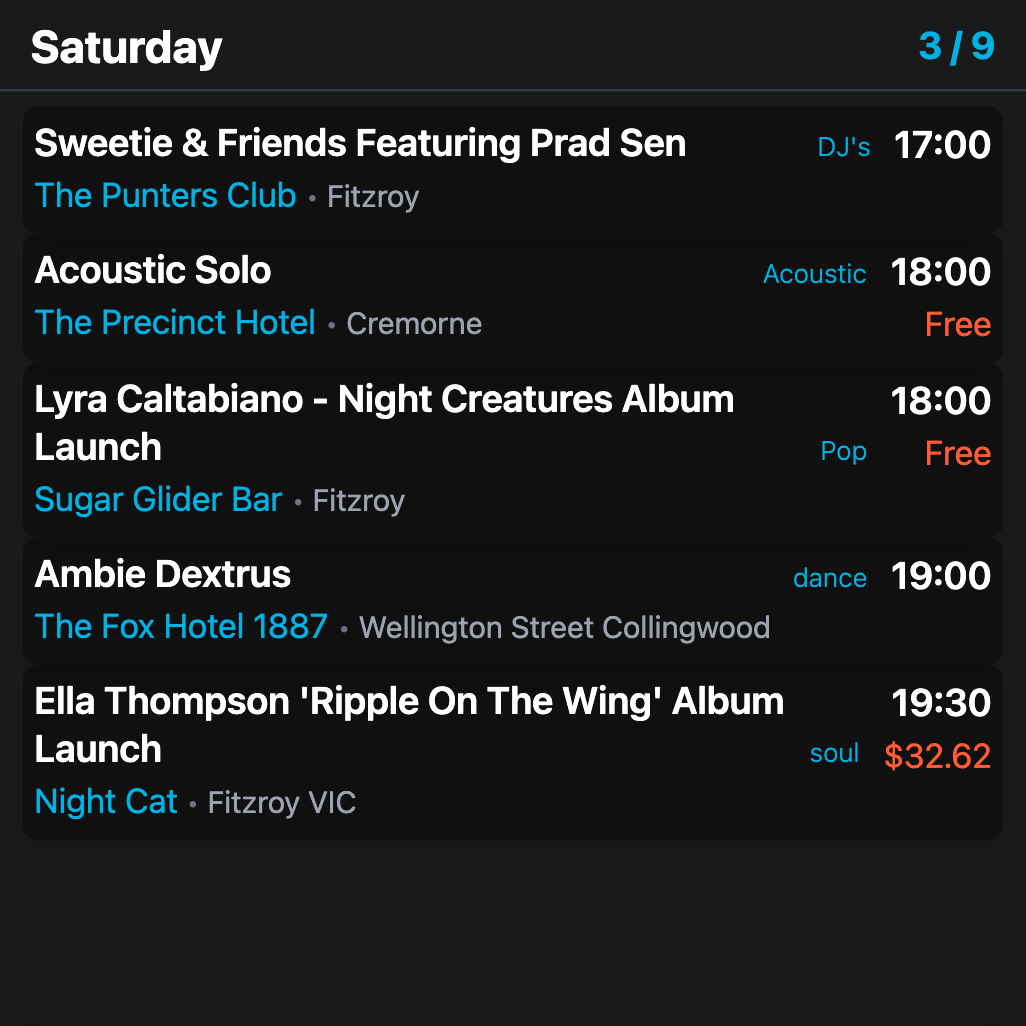 Saturday 3 / 9
Sweetie & Friends Featuring Prad Sen DJ's 17:00
The Punters Club • Fitzroy
Acoustic Solo Acoustic 18:00
The Precinct Hotel • Cremorne Free
Lyra Caltabiano - Night Creatures Album 18:00
Launch Pop Free
Sugar Glider Bar • Fitzroy
Ambie Dextrus dance 19:00
The Fox Hotel 1887 • Wellington Street Collingwood
Ella Thompson 'Ripple On The Wing' Album 19:30
Launch soul $32.62
Night Cat • Fitzroy VIC